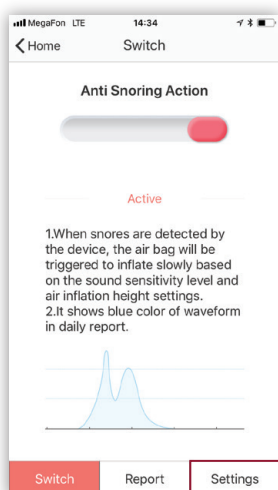 MegaFon LTE 14:34
Home Switch
Anti Snoring Action
Active
1.When snores are detected by
the device, the air bag will be
triggered to inflate slowly based
on the sound sensitivity level and
air inflation height settings.
2.It shows blue color of waveform
in daily report.
Switch Report Settings